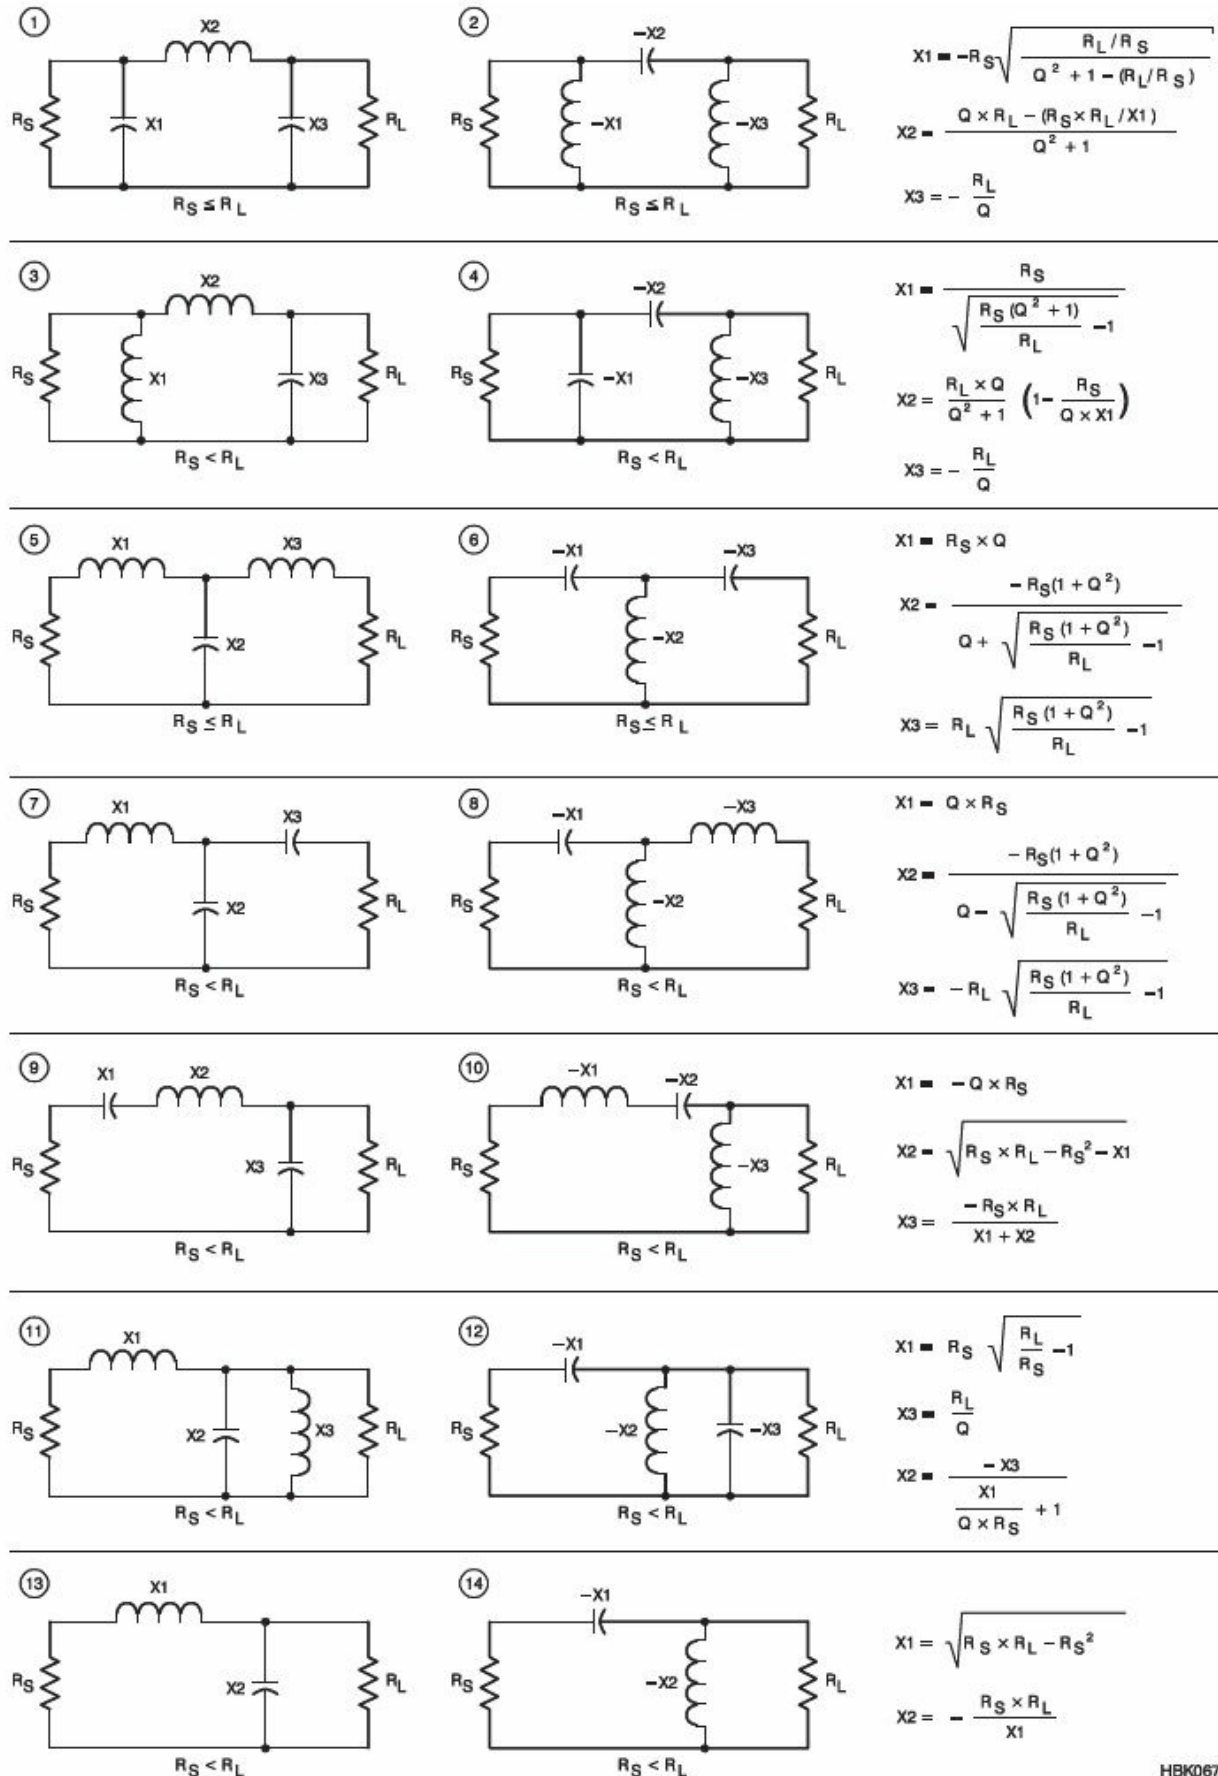 1
X2
RS
X1
X3
RL
RS ≤ RL
2
−X2
RS
−X1
−X3
RL
RS ≤ RL
X1 = −RS √( (RL/RS) / (Q² + 1 − (RL/RS)) )
X2 = (Q × RL − (RS × RL / X1)) / (Q² + 1)
X3 = − RL / Q
3
X2
RS
X1
X3
RL
RS < RL
4
−X2
RS
−X1
−X3
RL
RS < RL
X1 = RS / √( RS (Q² + 1) / RL −1 )
X2 = (RL × Q) / (Q² + 1) (1− RS / (Q × X1))
X3 = − RL / Q
5
X1
X3
RS
X2
RL
RS ≤ RL
6
−X1
−X3
RS
−X2
RL
RS ≤ RL
X1 = RS × Q
X2 = − RS(1 + Q²) / (Q + √( RS (1 + Q²) / RL −1 ))
X3 = RL √( RS (1 + Q²) / RL −1 )
7
X1
X3
RS
X2
RL
RS < RL
8
−X1
−X3
RS
−X2
RL
RS < RL
X1 = Q × RS
X2 = − RS(1 + Q²) / (Q − √( RS (1 + Q²) / RL −1 ))
X3 = − RL √( RS (1 + Q²) / RL −1 )
9
X1
X2
RS
X3
RL
RS < RL
10
−X1
−X2
RS
−X3
RL
RS < RL
X1 = − Q × RS
X2 = √( RS × RL − RS² − X1 )
X3 = − RS × RL / (X1 + X2)
11
X1
RS
X2
X3
RL
RS < RL
12
−X1
RS
−X2
−X3
RL
RS < RL
X1 = RS √( RL / RS −1 )
X3 = RL / Q
X2 = − X3 / ( X1 / (Q × RS) + 1 )
13
X1
RS
X2
RL
RS < RL
14
−X1
RS
−X2
RL
RS < RL
X1 = √( RS × RL − RS² )
X2 = − (RS × RL) / X1
HBK067